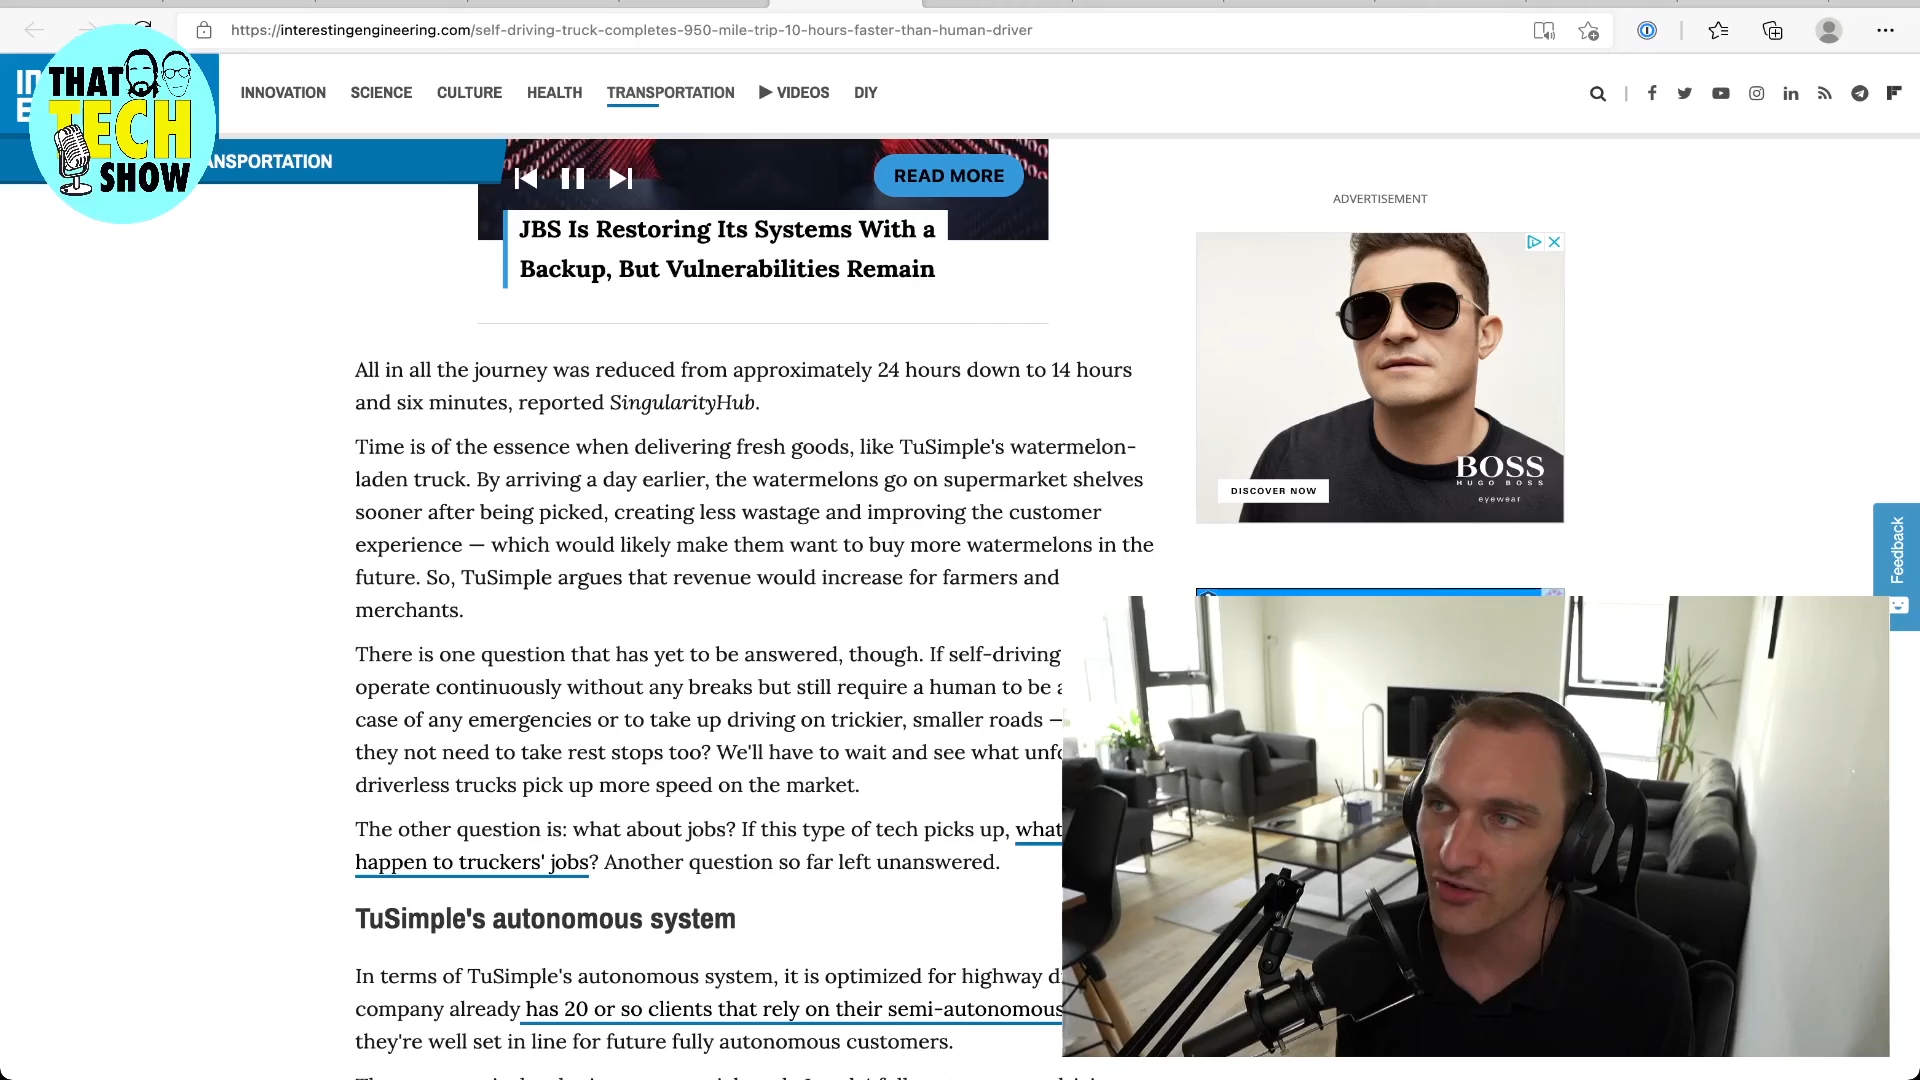 https://interestingengineering.com/self-driving-truck-completes-950-mile-trip-10-hours-faster-than-human-driver
THAT
TECH
SHOW
INNOVATION SCIENCE CULTURE HEALTH TRANSPORTATION VIDEOS DIY
ANSPORTATION
READ MORE
JBS Is Restoring Its Systems With a
Backup, But Vulnerabilities Remain
All in all the journey was reduced from approximately 24 hours down to 14 hours
and six minutes, reported SingularityHub.
Time is of the essence when delivering fresh goods, like TuSimple's watermelon-
laden truck. By arriving a day earlier, the watermelons go on supermarket shelves
sooner after being picked, creating less wastage and improving the customer
experience — which would likely make them want to buy more watermelons in the
future. So, TuSimple argues that revenue would increase for farmers and
merchants.
There is one question that has yet to be answered, though. If self-driving
operate continuously without any breaks but still require a human to be
case of any emergencies or to take up driving on trickier, smaller roads —
they not need to take rest stops too? We'll have to wait and see what
driverless trucks pick up more speed on the market.
The other question is: what about jobs? If this type of tech picks up, what
happen to truckers' jobs? Another question so far left unanswered.
TuSimple's autonomous system
In terms of TuSimple's autonomous system, it is optimized for highway
company already has 20 or so clients that rely on their semi-autonomous
they're well set in line for future fully autonomous customers.
ADVERTISEMENT
BOSS
HUGO BOSS
eyewear
DISCOVER NOW
Feedback